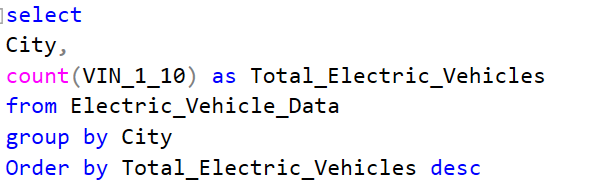 select
City,
count(VIN_1_10) as Total_Electric_Vehicles
from Electric_Vehicle_Data
group by City
Order by Total_Electric_Vehicles desc